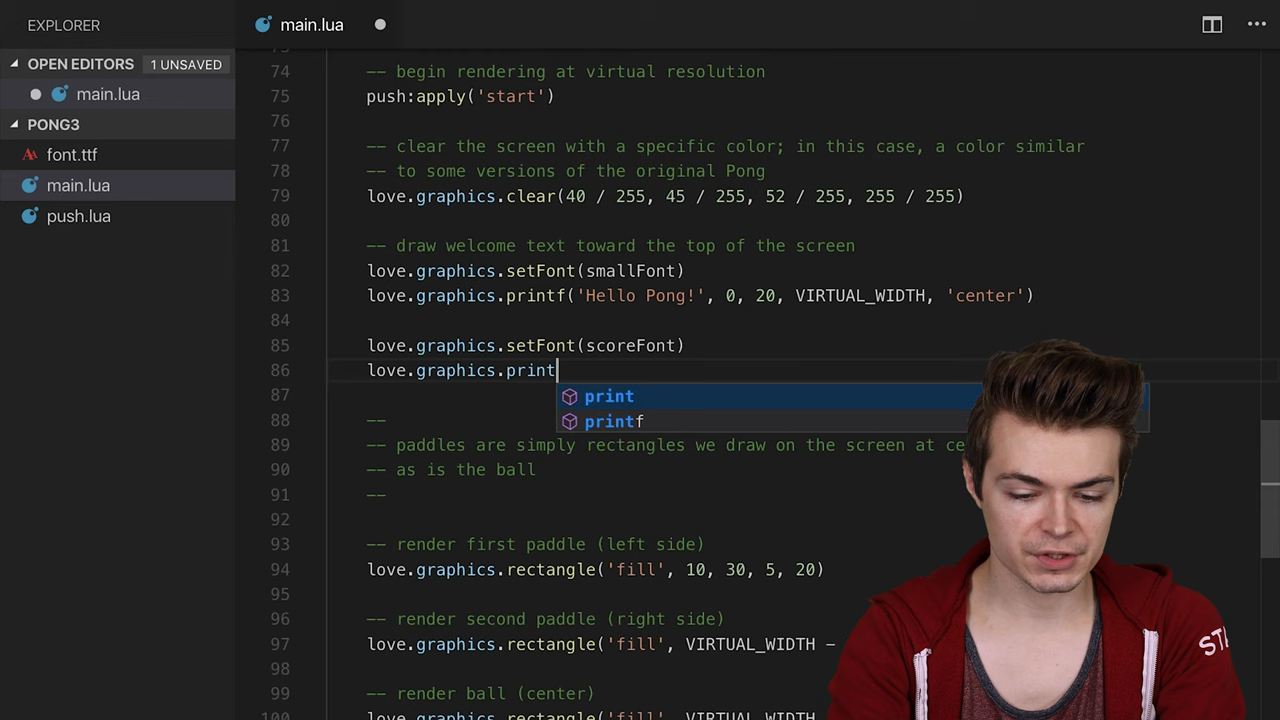 EXPLORER
OPEN EDITORS 1 UNSAVED
main.lua
PONG3
font.ttf
main.lua
push.lua
main.lua
74 -- begin rendering at virtual resolution
75 push:apply('start')
76
77 -- clear the screen with a specific color; in this case, a color similar
78 -- to some versions of the original Pong
79 love.graphics.clear(40 / 255, 45 / 255, 52 / 255, 255 / 255)
80
81 -- draw welcome text toward the top of the screen
82 love.graphics.setFont(smallFont)
83 love.graphics.printf('Hello Pong!', 0, 20, VIRTUAL_WIDTH, 'center')
84
85 love.graphics.setFont(scoreFont)
86 love.graphics.print
print
printf
87
88 --
89 -- paddles are simply rectangles we draw on the screen at
90 -- as is the ball
91 --
92
93 -- render first paddle (left side)
94 love.graphics.rectangle('fill', 10, 30, 5, 20)
95
96 -- render second paddle (right side)
97 love.graphics.rectangle('fill', VIRTUAL_WIDTH -
98
99 -- render ball (center)
100 love.graphics.rectangle('fill', VIRTUAL_WIDTH